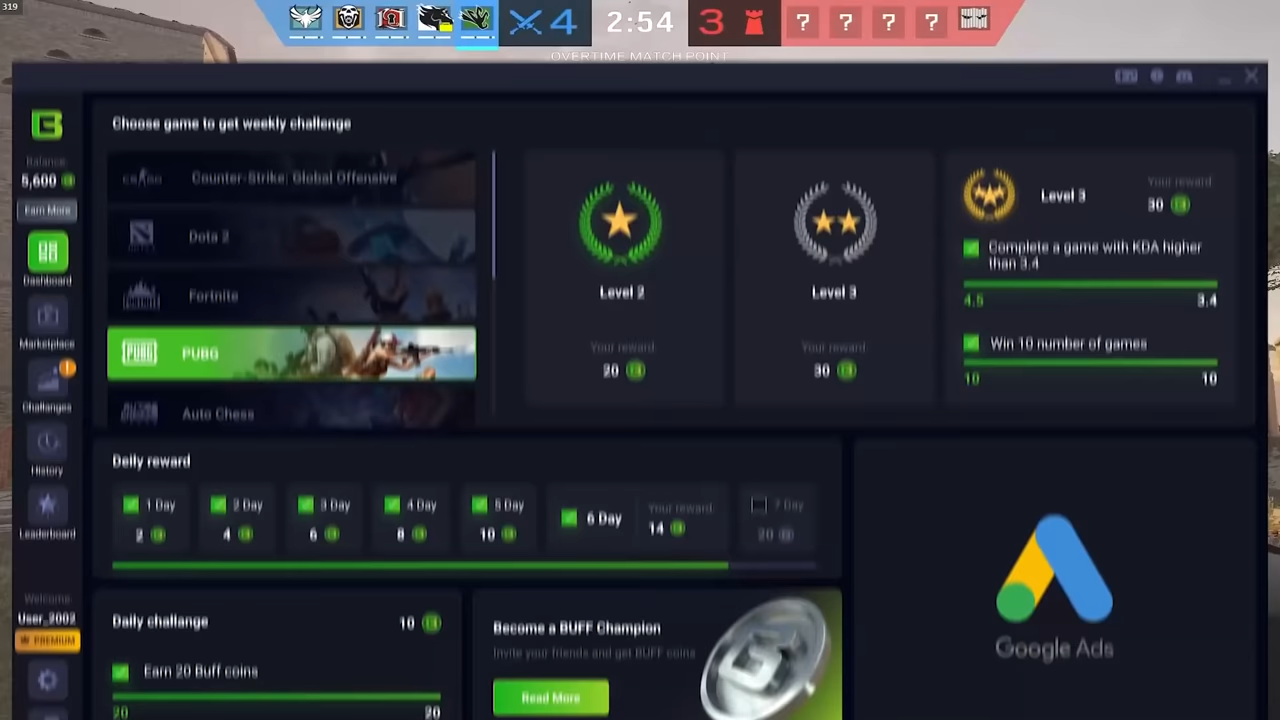 319
4
2:54
3
? ? ? ?
OVERTIME MATCH POINT
Choose game to get weekly challenge
Balance:
5,600
Earn More
Dashboard
Marketplace
!
Challenges
History
Leaderboard
Welcome
User_2002
PREMIUM
CS:GO
Counter-Strike: Global Offensive
Dota 2
Fortnite
PUBG
PUBG
Auto Chess
Level 2
Your reward
20
Level 3
Your reward
30
Level 3
Your reward
30
Complete a game with KDA higher
than 3.4
4.5 3.4
Win 10 number of games
10 10
Daily reward
1 Day
2
2 Day
4
3 Day
6
4 Day
8
5 Day
10
6 Day
Your reward
14
7 Day
20
Daily challange
10
Earn 20 Buff coins
20 20
Become a BUFF Champion
Invite your friends and get BUFF coins
Read More
Google Ads